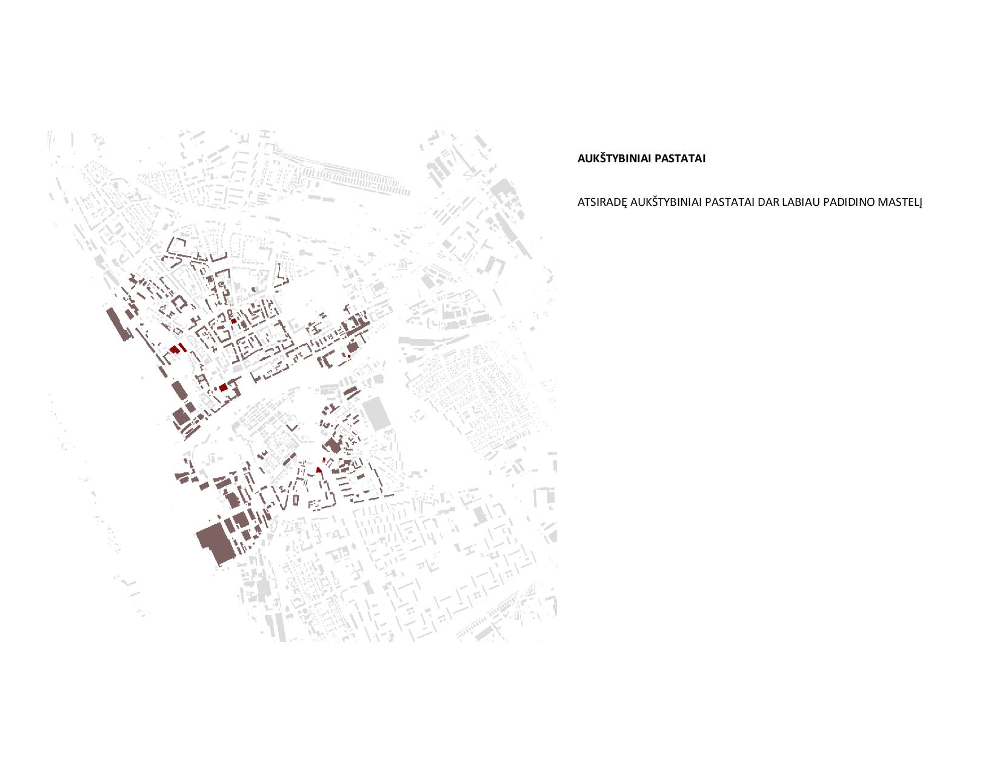 AUKŠTYBINIAI PASTATAI
ATSIRADĘ AUKŠTYBINIAI PASTATAI DAR LABIAU PADIDINO MASTELĮ